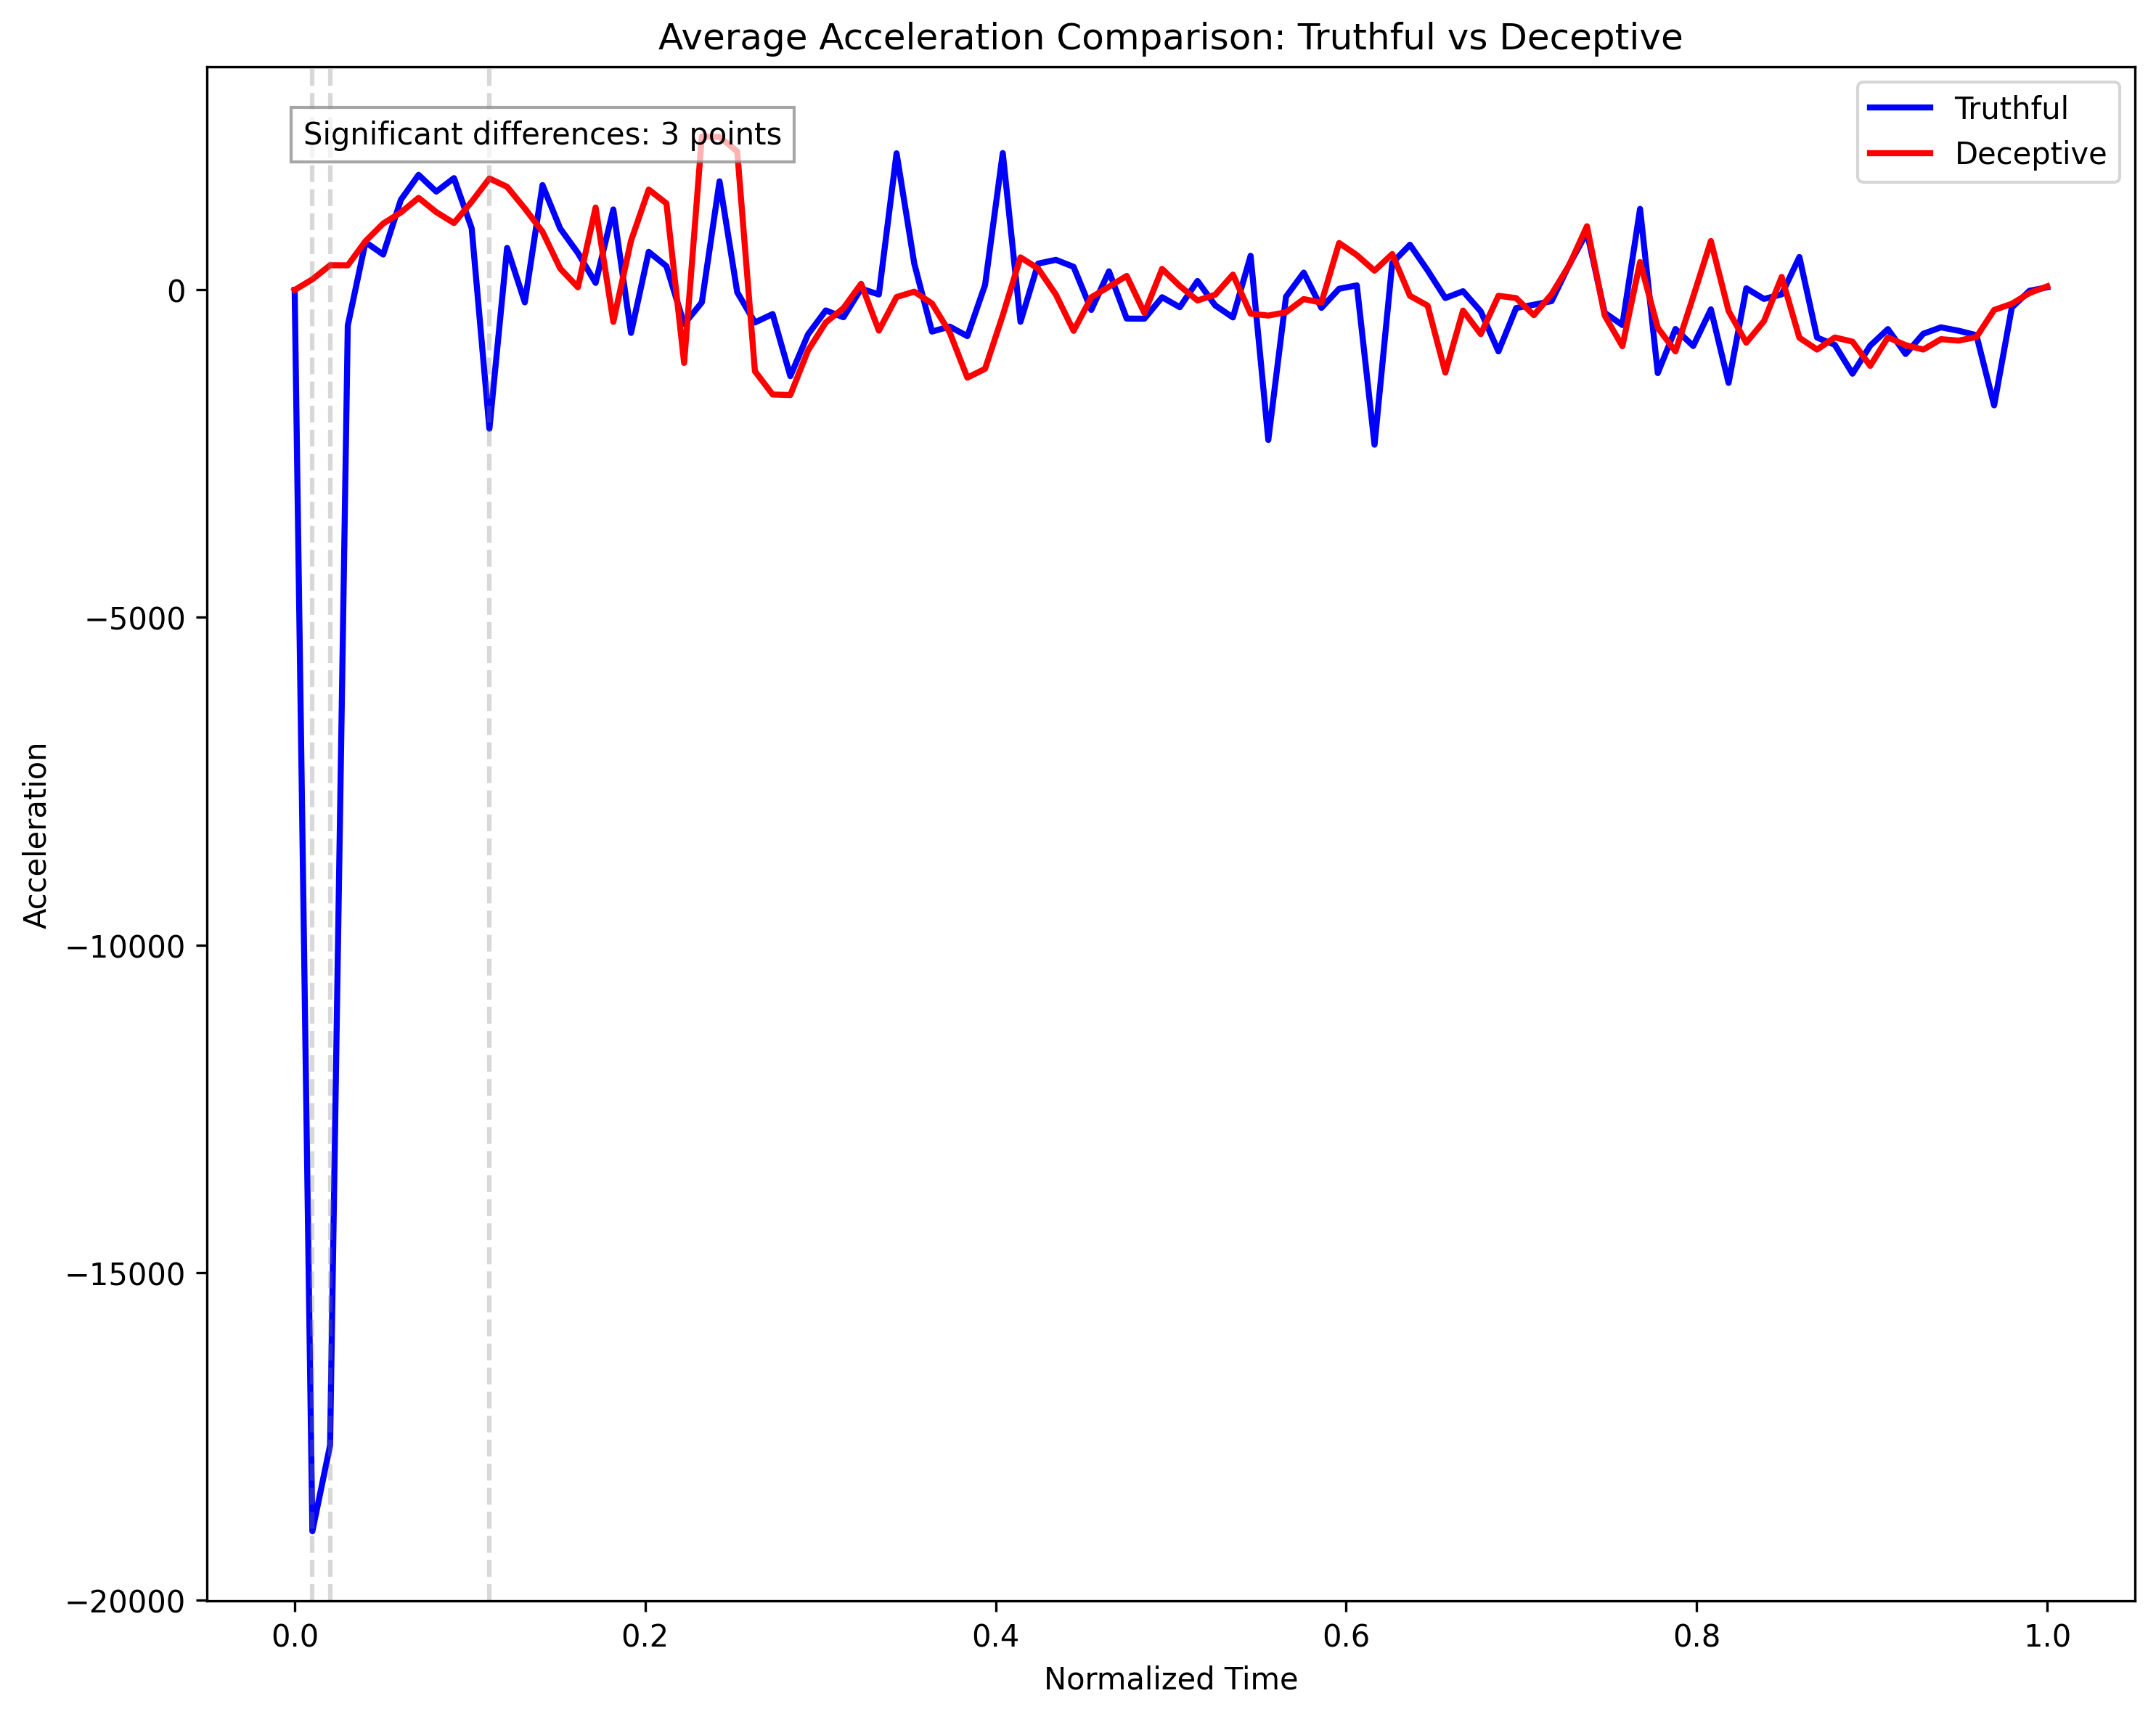 Average Acceleration Comparison: Truthful vs Deceptive
Significant differences: 3 points
Truthful
Deceptive
0
−5000
−10000
−15000
−20000
Acceleration
0.0 0.2 0.4 0.6 0.8 1.0
Normalized Time